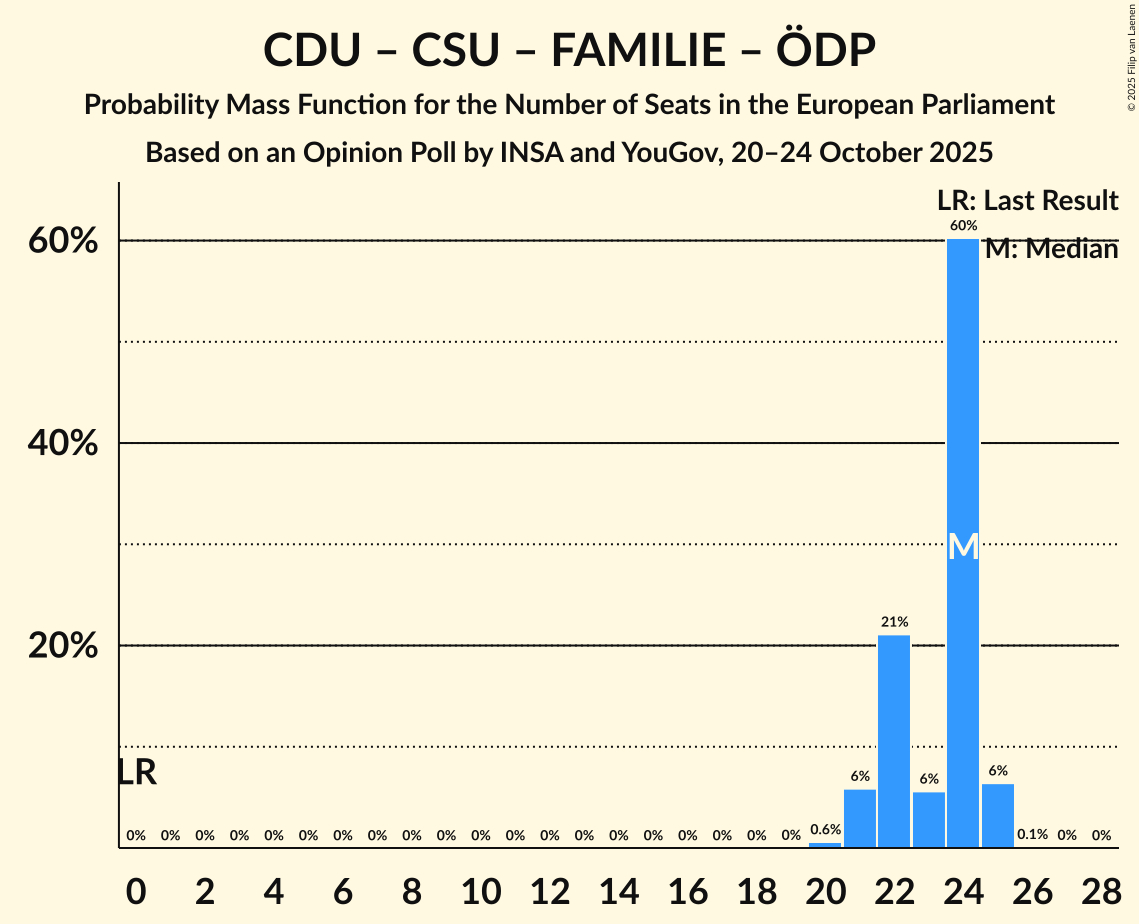 CDU – CSU – FAMILIE – ÖDP
Probability Mass Function for the Number of Seats in the European Parliament
Based on an Opinion Poll by INSA and YouGov, 20–24 October 2025
© 2025 Filip van Laenen
LR: Last Result
M: Median
60%
40%
20%
60%
M
21%
LR
6% 6% 6%
0% 0% 0% 0% 0% 0% 0% 0% 0% 0% 0% 0% 0% 0% 0% 0% 0% 0% 0% 0% 0.6% 0.1% 0% 0%
0 2 4 6 8 10 12 14 16 18 20 22 24 26 28